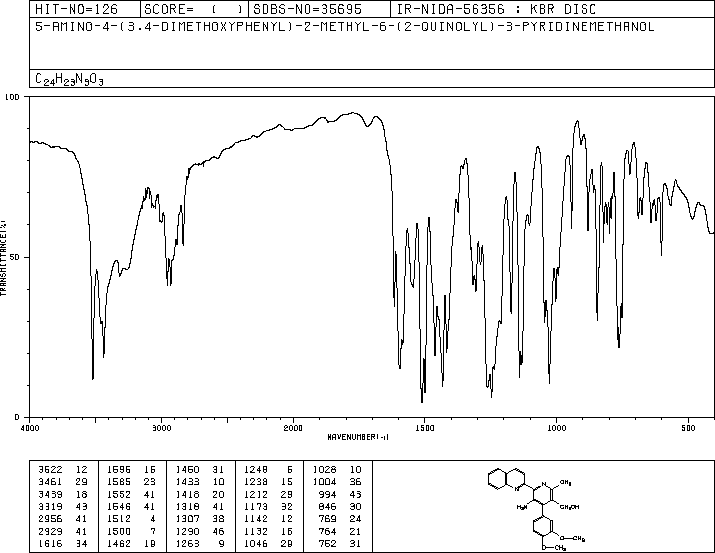 HIT-NO=126 SCORE= ( ) SDBS-NO=35695 IR-NIDA-56356 : KBR DISC
5-AMINO-4-(3.4-DIMETHOXYPHENYL)-2-METHYL-6-(2-QUINOLYL)-3-PYRIDINEMETHANOL
C24H23N3O3
100
50
0
TRANSMITTANCE(%)
4000 3000 2000 1500 1000 500
WAVENUMBER(-1)
3522 12 1596 15 1450 31 1248 6 1028 10
3461 29 1585 23 1433 10 1238 15 1004 36
3439 18 1552 41 1418 20 1212 29 994 43
3319 43 1546 41 1318 41 1173 32 846 30
2956 41 1512 4 1307 38 1142 12 769 24
2929 41 1500 7 1290 46 1132 16 764 21
1616 34 1462 19 1263 9 1046 29 752 31
N
N
CH3
H2N
CH2OH
O-CH3
O-CH3